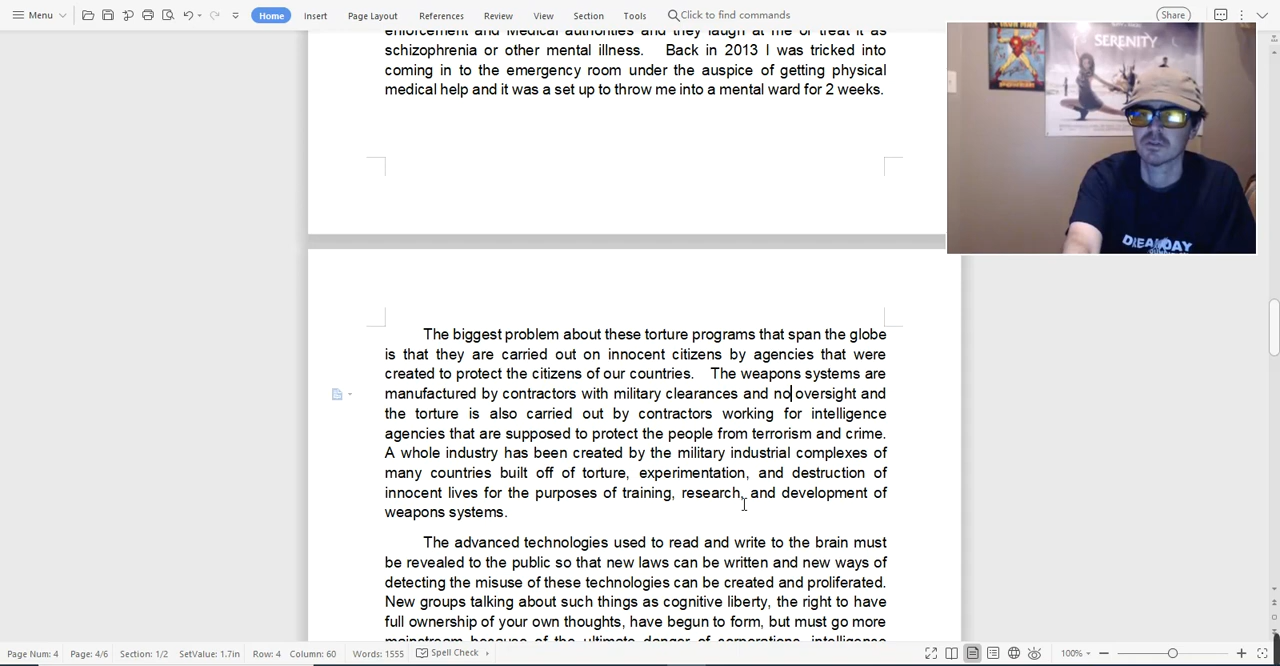 Menu Home Insert Page Layout References Review View Section Tools Click to find commands Share
enforcement and Medical authorities and they laugh at me or treat it as
schizophrenia or other mental illness. Back in 2013 I was tricked into
coming in to the emergency room under the auspice of getting physical
medical help and it was a set up to throw me into a mental ward for 2 weeks.
SERENITY
The biggest problem about these torture programs that span the globe
is that they are carried out on innocent citizens by agencies that were
created to protect the citizens of our countries. The weapons systems are
manufactured by contractors with military clearances and no oversight and
the torture is also carried out by contractors working for intelligence
agencies that are supposed to protect the people from terrorism and crime.
A whole industry has been created by the military industrial complexes of
many countries built off of torture, experimentation, and destruction of
innocent lives for the purposes of training, research, and development of
weapons systems.
The advanced technologies used to read and write to the brain must
be revealed to the public so that new laws can be written and new ways of
detecting the misuse of these technologies can be created and proliferated.
New groups talking about such things as cognitive liberty, the right to have
full ownership of your own thoughts, have begun to form, but must go more
mainstream because of the ultimate danger of corporations, intelligence
Page Num: 4 Page: 4/6 Section: 1/2 SetValue: 1.7in Row: 4 Column: 60 Words: 1555 Spell Check 100%